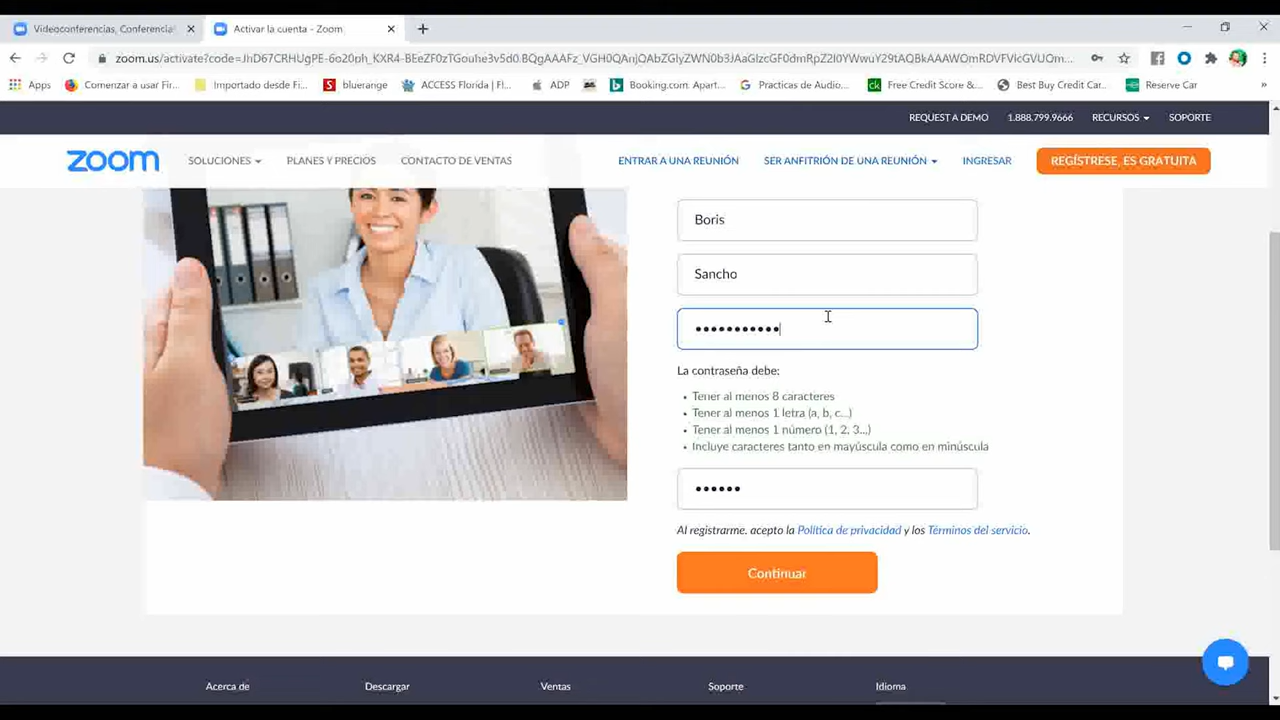 Videoconferencias, Conferencia
Activar la cuenta - Zoom
Apps
Comenzar a usar Fir...
Importado desde Fi...
bluerange
ACCESS Florida | Fl...
ADP
Booking.com. Apart...
Practicas de Audio...
Free Credit Score &...
Best Buy Credit Car...
Reserve Car
REQUEST A DEMO 1.888.799.9666 RECURSOS SOPORTE
zoom SOLUCIONES PLANES Y PRECIOS CONTACTO DE VENTAS ENTRAR A UNA REUNIÓN SER ANFITRIÓN DE UNA REUNIÓN INGRESAR REGÍSTRESE, ES GRATUITA
Boris
Sancho
La contraseña debe:
Tener al menos 8 caracteres
Tener al menos 1 letra (a, b, c...)
Tener al menos 1 número (1, 2, 3...)
Incluye caracteres tanto en mayúscula como en minúscula
Al registrarme, acepto la Política de privacidad y los Términos del servicio.
Continuar
Acerca de Descargar Ventas Soporte Idioma